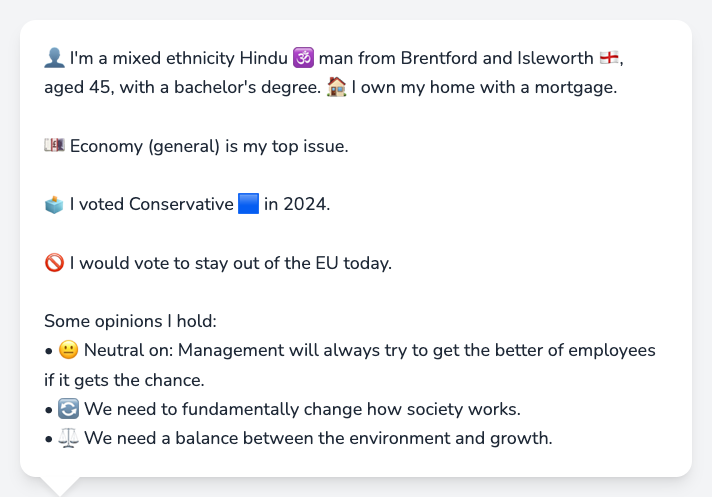 👤 I'm a mixed ethnicity Hindu 🕉️ man from Brentford and Isleworth 🏴󠁧󠁢󠁥󠁮󠁧󠁿,
aged 45, with a bachelor's degree. 🏠 I own my home with a mortgage.
💷 Economy (general) is my top issue.
🗳️ I voted Conservative 🟦 in 2024.
🚫 I would vote to stay out of the EU today.
Some opinions I hold:
• 😐 Neutral on: Management will always try to get the better of employees
if it gets the chance.
• 🔄 We need to fundamentally change how society works.
• ⚖️ We need a balance between the environment and growth.